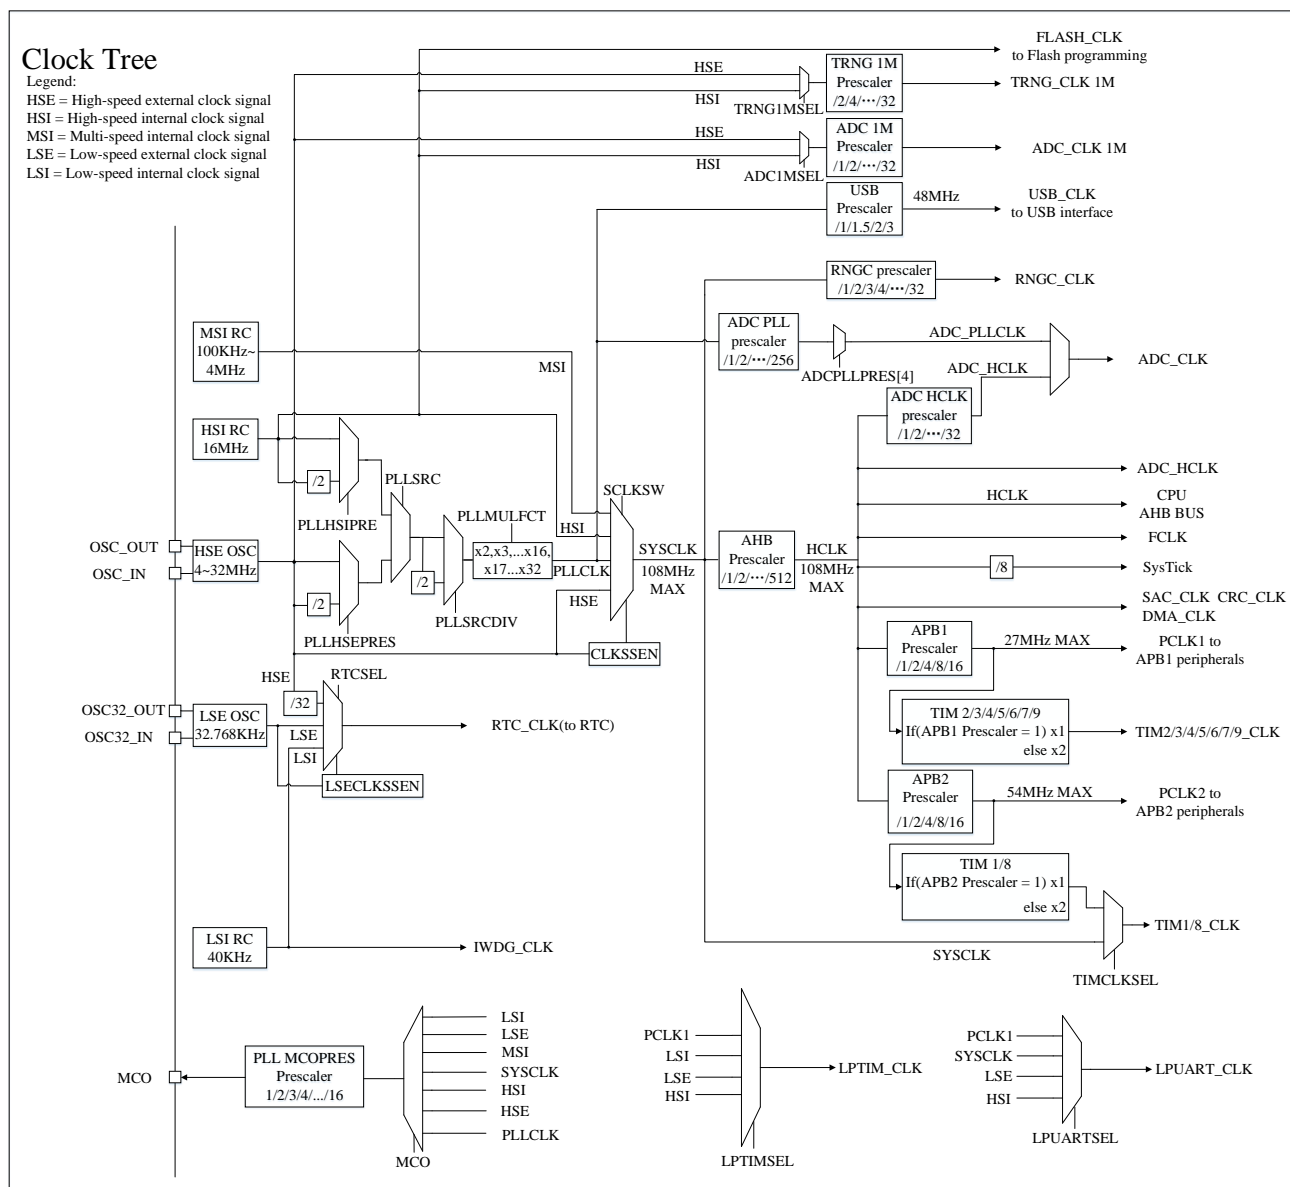 Clock Tree
Legend:
HSE = High-speed external clock signal
HSI = High-speed internal clock signal
MSI = Multi-speed internal clock signal
LSE = Low-speed external clock signal
LSI = Low-speed internal clock signal
FLASH_CLK
to Flash programming
HSE
HSI
TRNG1MSEL
TRNG 1M
Prescaler
/2/4/···/32
TRNG_CLK 1M
HSE
HSI
ADC1MSEL
ADC 1M
Prescaler
/1/2/···/32
ADC_CLK 1M
USB
Prescaler
/1/1.5/2/3
48MHz
USB_CLK
to USB interface
RNGC prescaler
/1/2/3/4/···/32
RNGC_CLK
MSI RC
100KHz~
4MHz
MSI
ADC PLL
prescaler
/1/2/···/256
ADCPLLPRES[4]
ADC_PLLCLK
ADC_HCLK
ADC_CLK
ADC HCLK
prescaler
/1/2/···/32
HSI RC
16MHz
/2
PLLHSIPRE
PLLSRC
PLLMULFCT
SCLKSW
HSI
ADC_HCLK
HCLK
CPU
AHB BUS
OSC_OUT
OSC_IN
HSE OSC
4~32MHz
/2
PLLHSEPRES
/2
PLLSRCDIV
x2,x3,...x16,
x17...x32
PLLCLK
HSE
CLKSSEN
SYSCLK
108MHz
MAX
AHB
Prescaler
/1/2/···/512
HCLK
108MHz
MAX
FCLK
/8
SysTick
SAC_CLK CRC_CLK
DMA_CLK
APB1
Prescaler
/1/2/4/8/16
27MHz MAX
PCLK1 to
APB1 peripherals
HSE
/32
RTCSEL
OSC32_OUT
OSC32_IN
LSE OSC
32.768KHz
LSE
LSI
RTC_CLK(to RTC)
LSECLKSSEN
TIM 2/3/4/5/6/7/9
If(APB1 Prescaler = 1) x1
else x2
TIM2/3/4/5/6/7/9_CLK
APB2
Prescaler
/1/2/4/8/16
54MHz MAX
PCLK2 to
APB2 peripherals
TIM 1/8
If(APB2 Prescaler = 1) x1
else x2
TIM1/8_CLK
SYSCLK
TIMCLKSEL
LSI RC
40KHz
IWDG_CLK
MCO
PLL MCOPRES
Prescaler
1/2/3/4/.../16
LSI
LSE
MSI
SYSCLK
HSI
HSE
PLLCLK
MCO
PCLK1
LSI
LSE
HSI
LPTIM_CLK
LPTIMSEL
PCLK1
SYSCLK
LSE
HSI
LPUART_CLK
LPUARTSEL